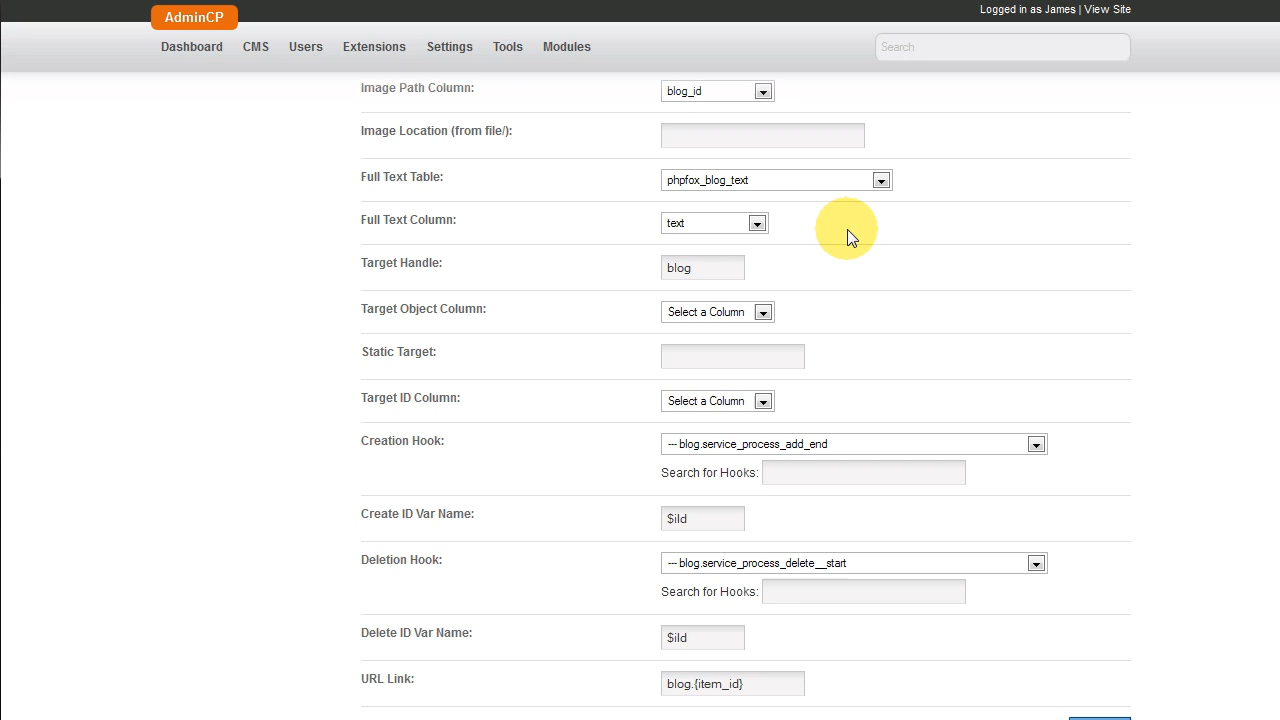 Logged in as James | View Site
AdminCP
Dashboard CMS Users Extensions Settings Tools Modules Search
Image Path Column: blog_id
Image Location (from file/):
Full Text Table: phpfox_blog_text
Full Text Column: text
Target Handle: blog
Target Object Column: Select a Column
Static Target:
Target ID Column: Select a Column
Creation Hook: --- blog.service_process_add_end
Search for Hooks:
Create ID Var Name: $iId
Deletion Hook: --- blog.service_process_delete__start
Search for Hooks:
Delete ID Var Name: $iId
URL Link: blog.{item_id}